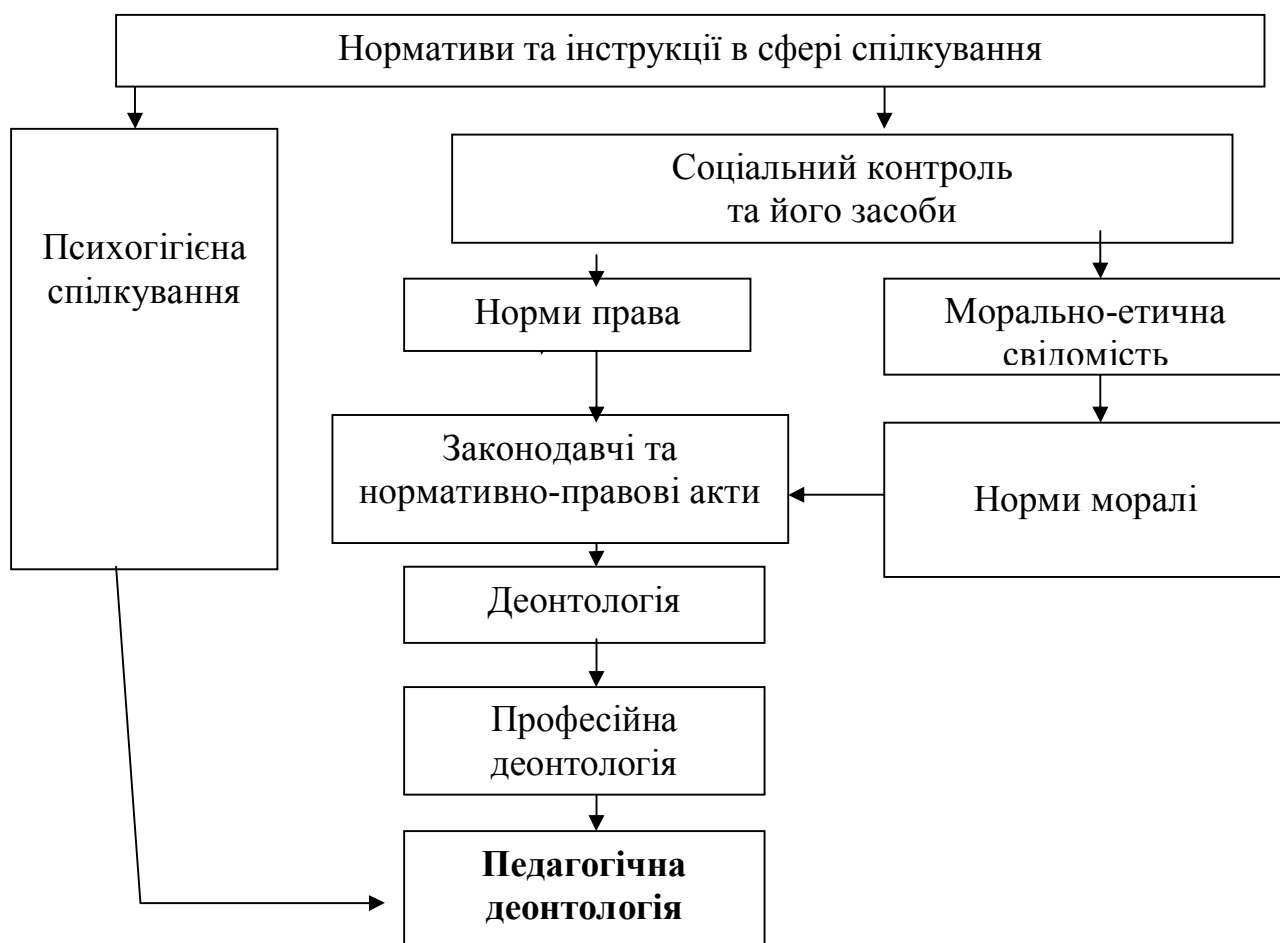 Нормативи та інструкції в сфері спілкування
Соціальний контроль
та його засоби
Психогігієна
спілкування
Норми права
Морально-етична
свідомість
Законодавчі та
нормативно-правові акти
Норми моралі
Деонтологія
Професійна
деонтологія
Педагогічна
деонтологія